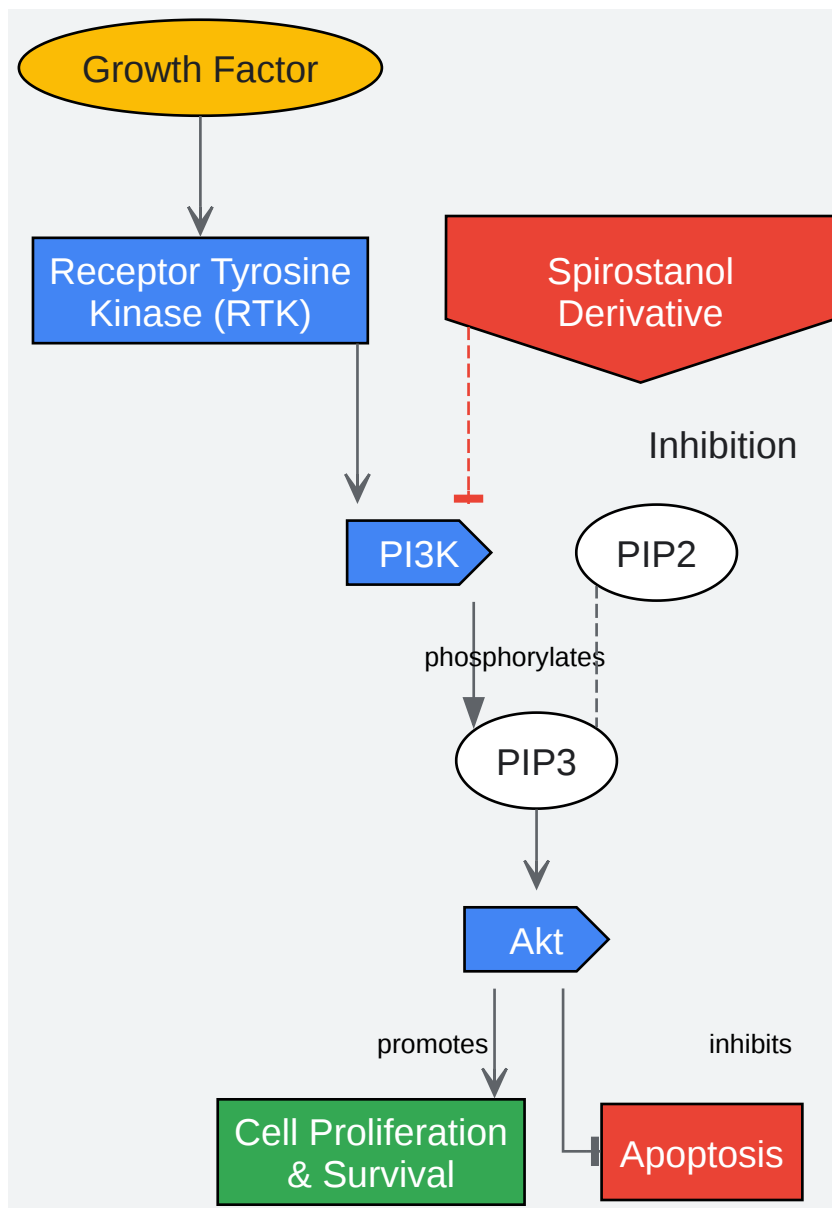 Growth Factor
Receptor Tyrosine
Kinase (RTK)
Spirostanol
Derivative
Inhibition
PI3K
PIP2
phosphorylates
PIP3
Akt
promotes
inhibits
Cell Proliferation
& Survival
Apoptosis